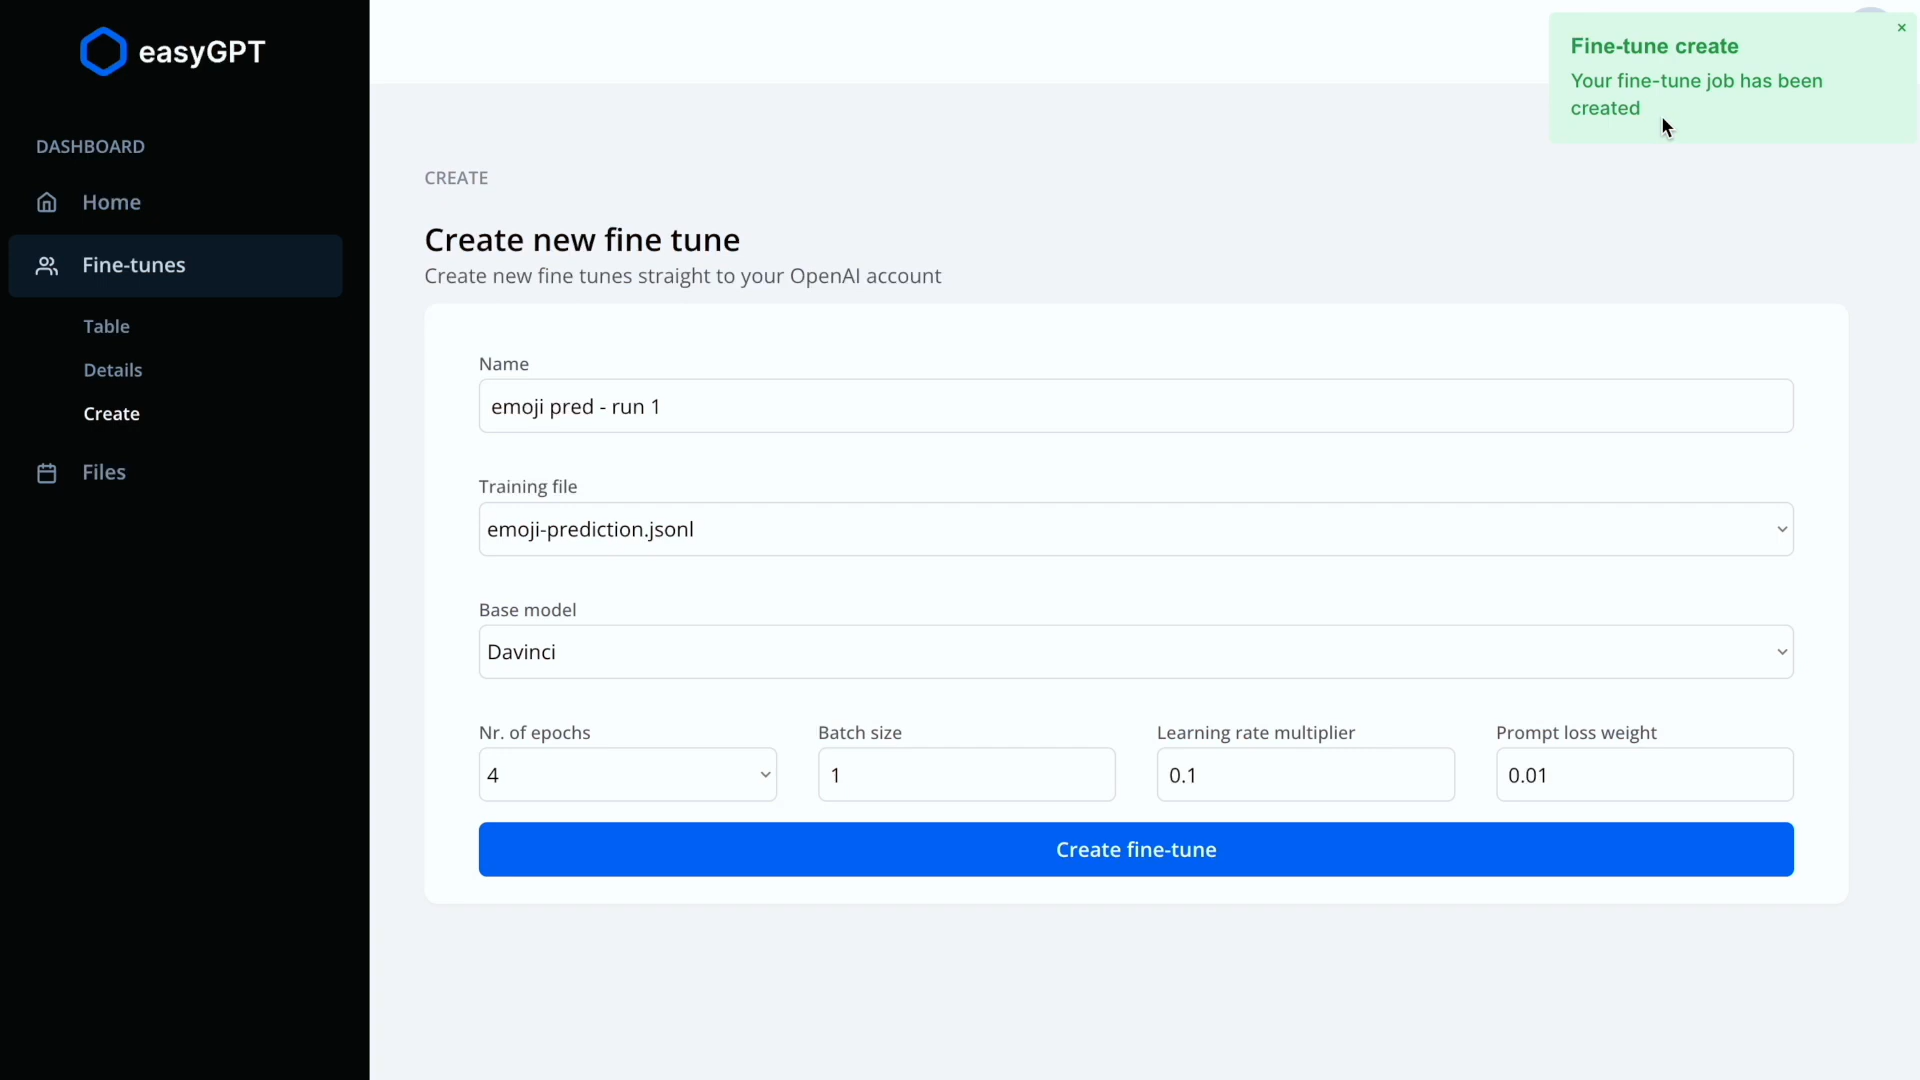 easyGPT
DASHBOARD
Home
Fine-tunes
Table
Details
Create
Files
Fine-tune create
×
Your fine-tune job has been
created
CREATE
Create new fine tune
Create new fine tunes straight to your OpenAI account
Name
emoji pred - run 1
Training file
emoji-prediction.jsonl
Base model
Davinci
Nr. of epochs
4
Batch size
1
Learning rate multiplier
0.1
Prompt loss weight
0.01
Create fine-tune